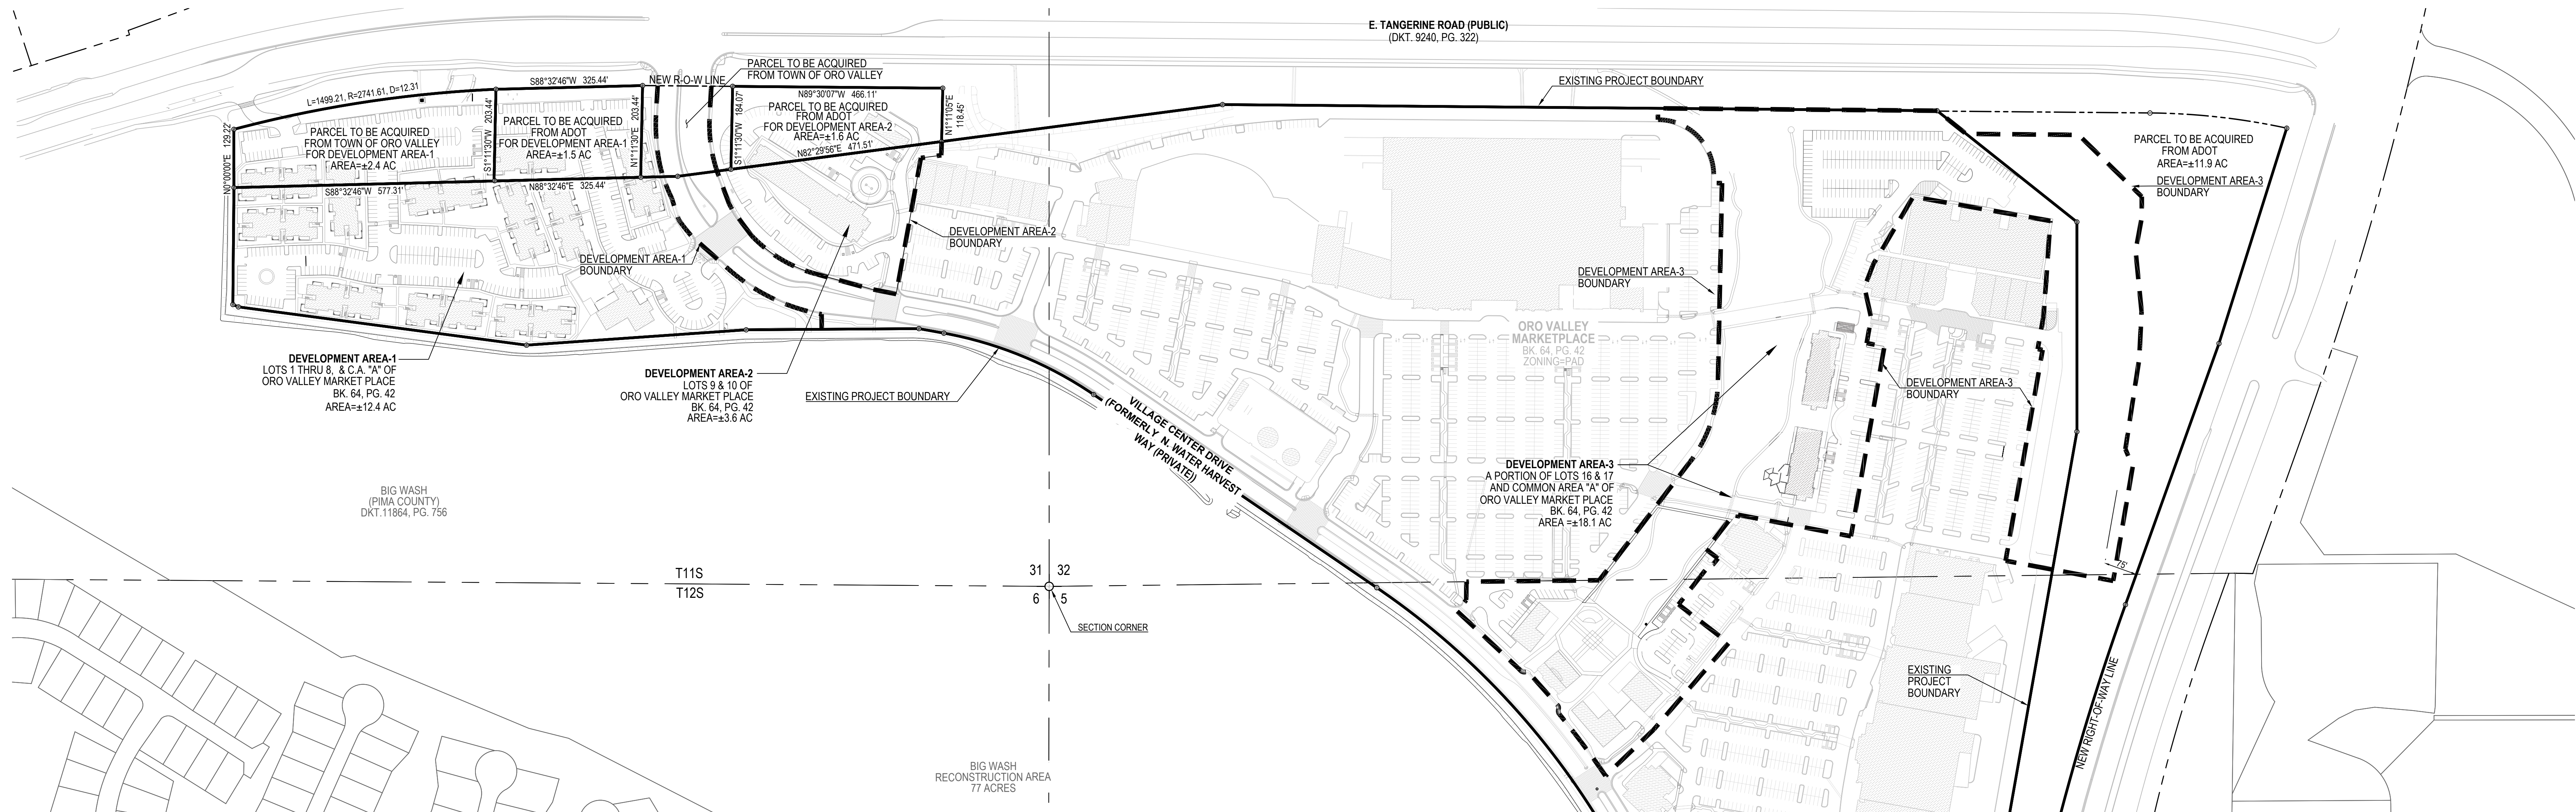 E. TANGERINE ROAD (PUBLIC)
(DKT. 9240, PG. 322)
PARCEL TO BE ACQUIRED
FROM TOWN OF ORO VALLEY
NEW R-O-W LINE
S88°32'46"W 325.44'
L=1499.21, R=2741.61, D=12.31
N89°30'07"W 466.11'
EXISTING PROJECT BOUNDARY
PARCEL TO BE ACQUIRED
FROM TOWN OF ORO VALLEY
FOR DEVELOPMENT AREA-1
AREA=±2.4 AC
N0°00'00"E 129.22'
S1°11'30"W 203.44'
PARCEL TO BE ACQUIRED
FROM ADOT
FOR DEVELOPMENT AREA-1
AREA=±1.5 AC
N1°11'30"E 203.44'
S1°11'30"W 184.07'
PARCEL TO BE ACQUIRED
FROM ADOT
FOR DEVELOPMENT AREA-2
AREA=±1.6 AC
N1°11'05"E
118.45'
N82°29'56"E 471.51'
S88°32'46"W 577.31'
N88°32'46"E 325.44'
PARCEL TO BE ACQUIRED
FROM ADOT
AREA=±11.9 AC
DEVELOPMENT AREA-3
BOUNDARY
DEVELOPMENT AREA-2
BOUNDARY
DEVELOPMENT AREA-1
BOUNDARY
DEVELOPMENT AREA-3
BOUNDARY
ORO VALLEY
MARKETPLACE
BK. 64, PG. 42
ZONING=PAD
DEVELOPMENT AREA-1
LOTS 1 THRU 8, & C.A. "A" OF
ORO VALLEY MARKET PLACE
BK. 64, PG. 42
AREA=±12.4 AC
DEVELOPMENT AREA-2
LOTS 9 & 10 OF
ORO VALLEY MARKET PLACE
BK. 64, PG. 42
AREA=±3.6 AC
EXISTING PROJECT BOUNDARY
DEVELOPMENT AREA-3
BOUNDARY
VILLAGE CENTER DRIVE
(FORMERLY N. WATER HARVEST
WAY (PRIVATE))
DEVELOPMENT AREA-3
A PORTION OF LOTS 16 & 17
AND COMMON AREA "A" OF
ORO VALLEY MARKET PLACE
BK. 64, PG. 42
AREA =±18.1 AC
BIG WASH
(PIMA COUNTY)
DKT.11864, PG. 756
75'
T11S
T12S
31 32
6 5
SECTION CORNER
EXISTING
PROJECT
BOUNDARY
NEW RIGHT-OF-WAY LINE
BIG WASH
RECONSTRUCTION AREA
77 ACRES